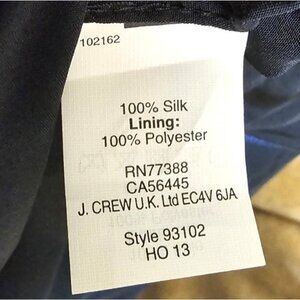 102162
100% Silk
Lining:
100% Polyester
RN77388
CA56445
J. CREW U.K. Ltd EC4V 6JA
Style 93102
HO 13